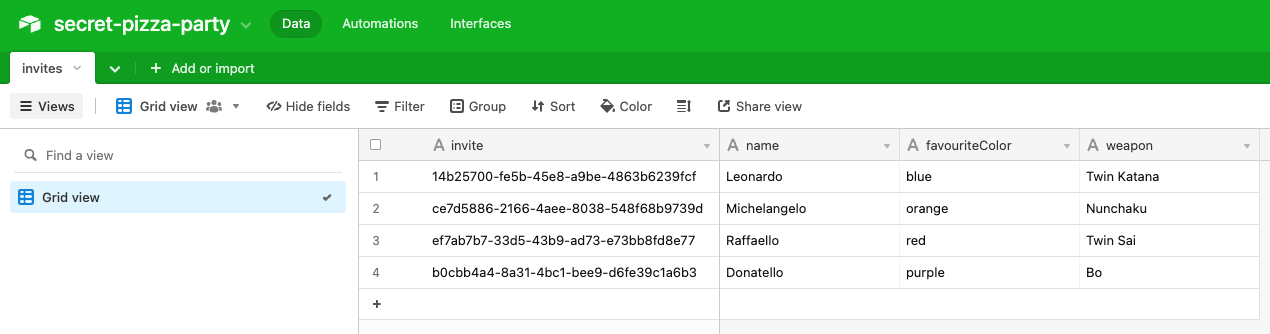 secret-pizza-party Data Automations Interfaces
invites Add or import
Views Grid view Hide fields Filter Group Sort Color Share view
Find a view
Grid view
A invite A name A favouriteColor A weapon
1 14b25700-fe5b-45e8-a9be-4863b6239fcf Leonardo blue Twin Katana
2 ce7d5886-2166-4aee-8038-548f68b9739d Michelangelo orange Nunchaku
3 ef7ab7b7-33d5-43b9-ad73-e73bb8fd8e77 Raffaello red Twin Sai
4 b0cbb4a4-8a31-4bc1-bee9-d6fe39c1a6b3 Donatello purple Bo
+